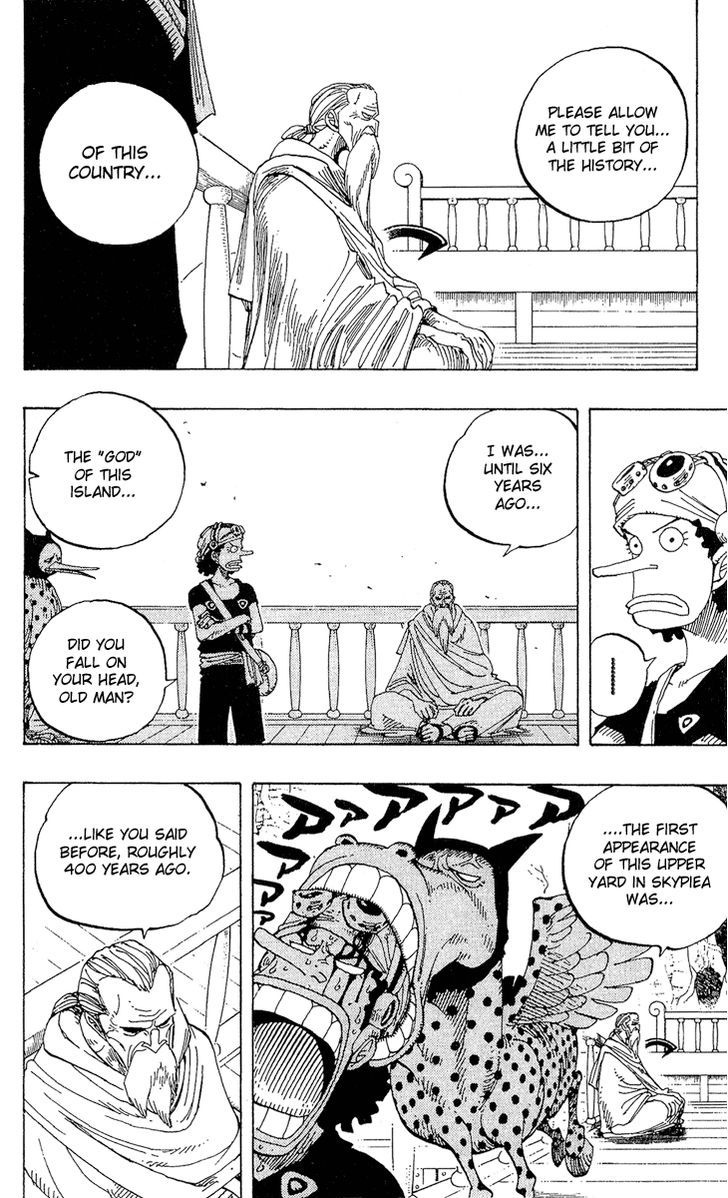 PLEASE ALLOW
ME TO TELL YOU...
A LITTLE BIT OF
THE HISTORY...
OF THIS
COUNTRY...
I WAS...
UNTIL SIX
YEARS
AGO...
THE "GOD"
OF THIS
ISLAND...
DID YOU
FALL ON
YOUR HEAD,
OLD MAN?
....THE FIRST
APPEARANCE
OF THIS UPPER
YARD IN SKYPIEA
WAS...
...LIKE YOU SAID
BEFORE, ROUGHLY
400 YEARS AGO.